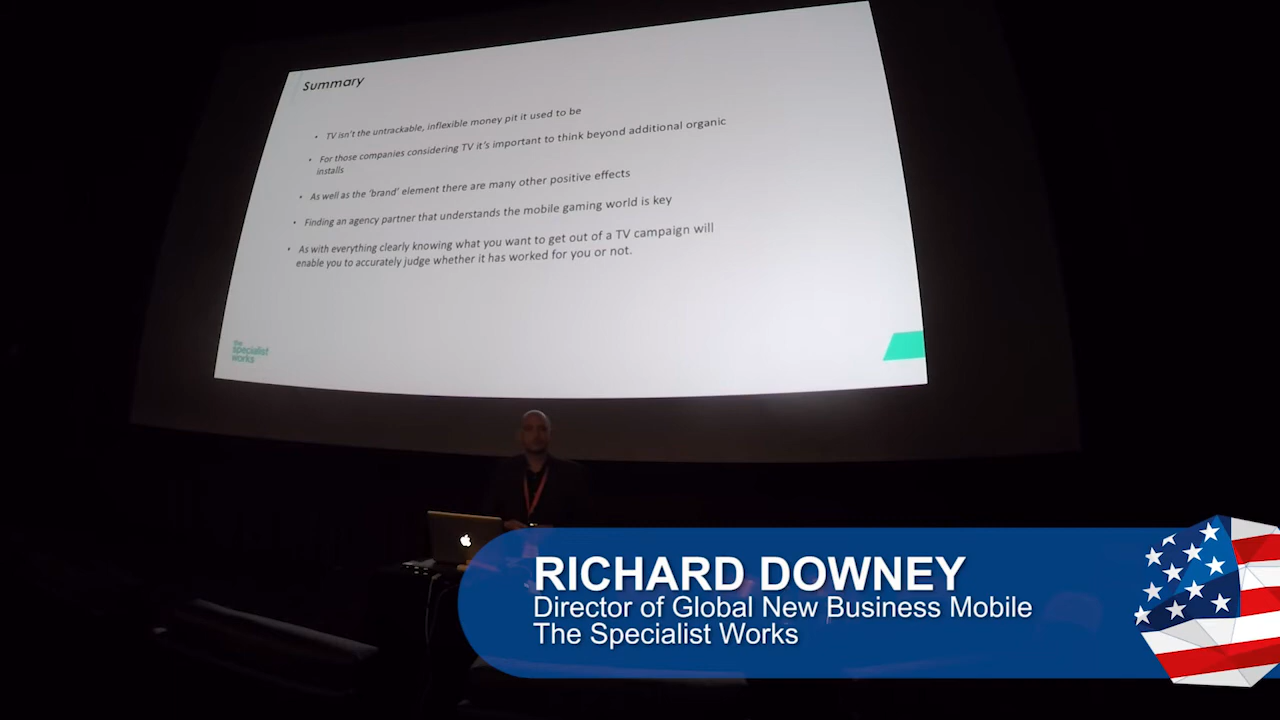 Summary
• TV isn't the untrackable, inflexible money pit it used to be
• For those companies considering TV it's important to think beyond additional organic
installs
• As well as the 'brand' element there are many other positive effects
• Finding an agency partner that understands the mobile gaming world is key
• As with everything clearly knowing what you want to get out of a TV campaign will
enable you to accurately judge whether it has worked for you or not.
the
specialist
works
RICHARD DOWNEY
Director of Global New Business Mobile
The Specialist Works